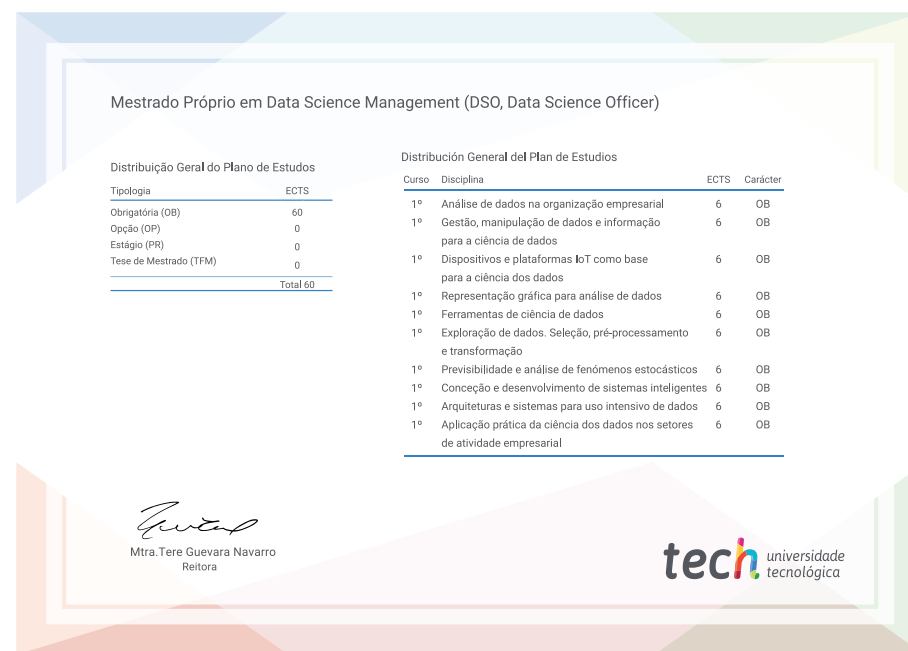 Mestrado Próprio em Data Science Management (DSO, Data Science Officer)
Distribuição Geral do Plano de Estudos
Tipologia ECTS
Obrigatória (OB) 60
Opção (OP) 0
Estágio (PR) 0
Tese de Mestrado (TFM) 0
Total 60
Distribución General del Plan de Estudios
Curso Disciplina ECTS Carácter
1º Análise de dados na organização empresarial 6 OB
1º Gestão, manipulação de dados e informação 6 OB
para a ciência de dados
1º Dispositivos e plataformas IoT como base 6 OB
para a ciência dos dados
1º Representação gráfica para análise de dados 6 OB
1º Ferramentas de ciência de dados 6 OB
1º Exploração de dados. Seleção, pré-processamento 6 OB
e transformação
1º Previsibilidade e análise de fenómenos estocásticos 6 OB
1º Conceção e desenvolvimento de sistemas inteligentes 6 OB
1º Arquiteturas e sistemas para uso intensivo de dados 6 OB
1º Aplicação prática da ciência dos dados nos setores 6 OB
de atividade empresarial
Mtra.Tere Guevara Navarro
Reitora
tech universidade
tecnológica